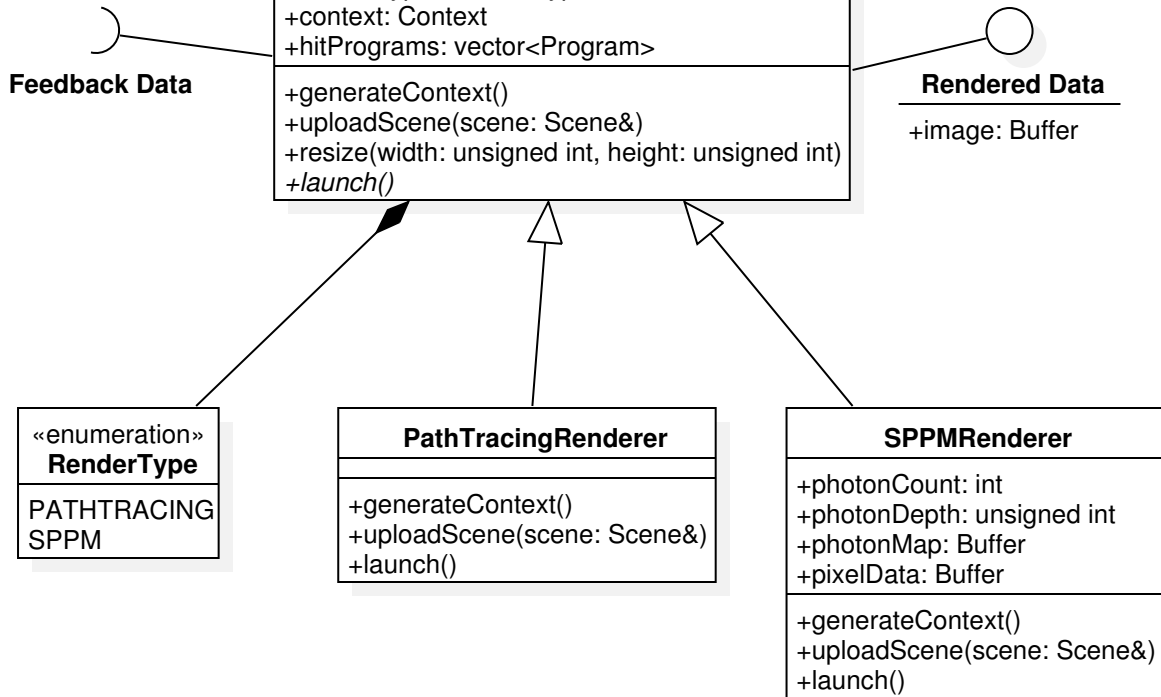 +context: Context
+hitPrograms: vector<Program>
+generateContext()
+uploadScene(scene: Scene&)
+resize(width: unsigned int, height: unsigned int)
+launch()
Feedback Data
Rendered Data
+image: Buffer
«enumeration»
RenderType
PATHTRACING
SPPM
PathTracingRenderer
+generateContext()
+uploadScene(scene: Scene&)
+launch()
SPPMRenderer
+photonCount: int
+photonDepth: unsigned int
+photonMap: Buffer
+pixelData: Buffer
+generateContext()
+uploadScene(scene: Scene&)
+launch()